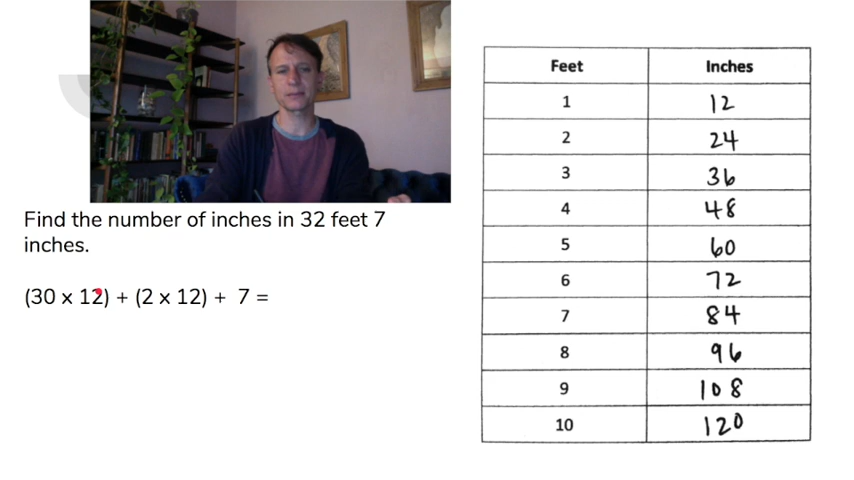 Find the number of inches in 32 feet 7
inches.
(30 x 12) + (2 x 12) + 7 =
Feet Inches
1 12
2 24
3 36
4 48
5 60
6 72
7 84
8 96
9 108
10 120